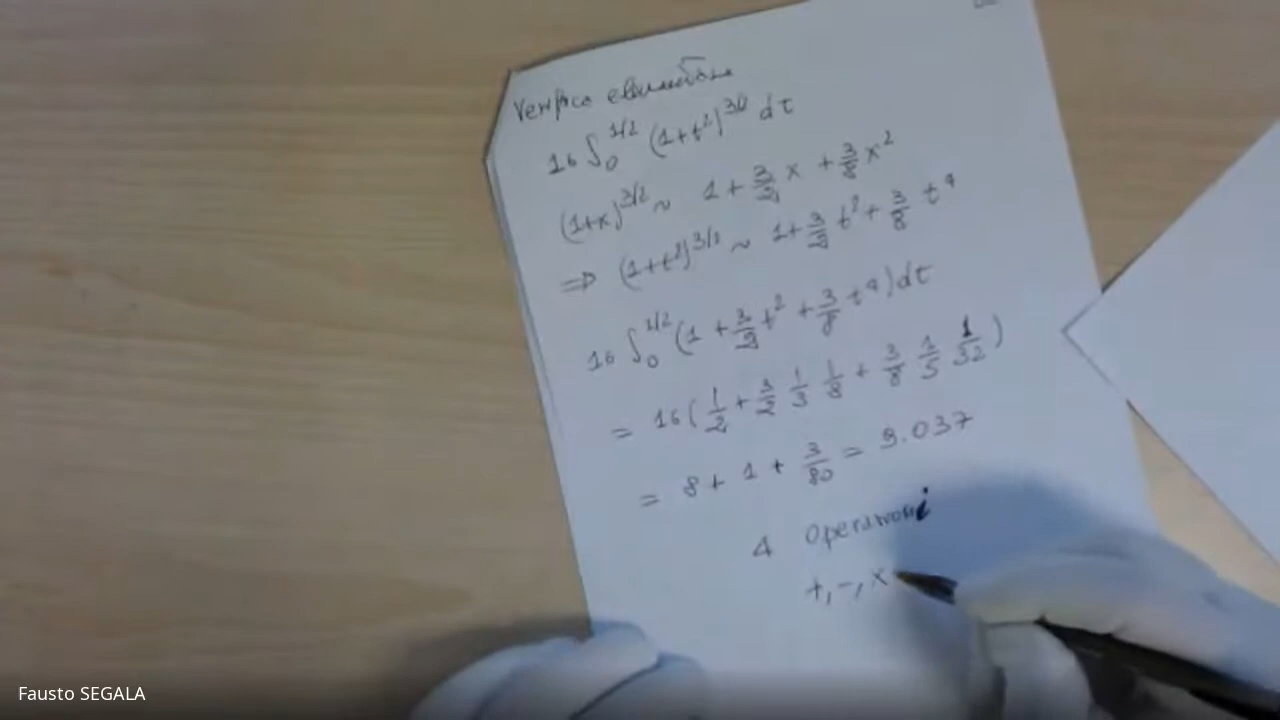 Verifica elementare
16 ∫₀^{1/2} (1+t²)^{3/2} dt
(1+x)^{3/2} ~ 1 + 3/2 x + 3/8 x²
⇒ (1+t²)^{3/2} ~ 1 + 3/2 t² + 3/8 t⁴
16 ∫₀^{1/2} (1 + 3/2 t² + 3/8 t⁴) dt
= 16 ( 1/2 + 3/2 1/3 1/8 + 3/8 1/5 1/32 )
= 8 + 1 + 3/80 = 9.037
4 operazioni
+, -, x
Fausto SEGALA